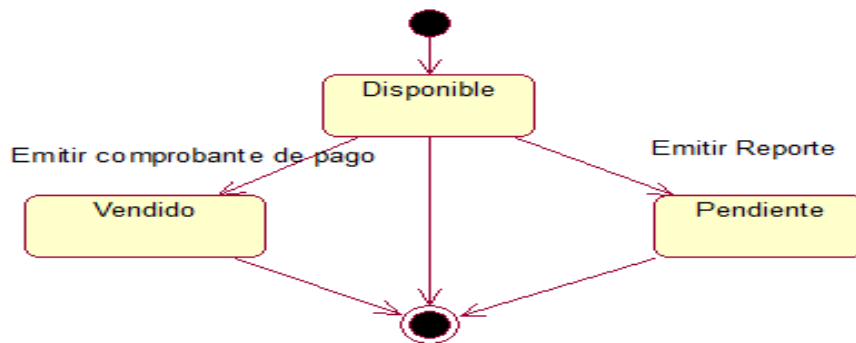 Disponible
Emitir comprobante de pago
Emitir Reporte
Vendido
Pendiente